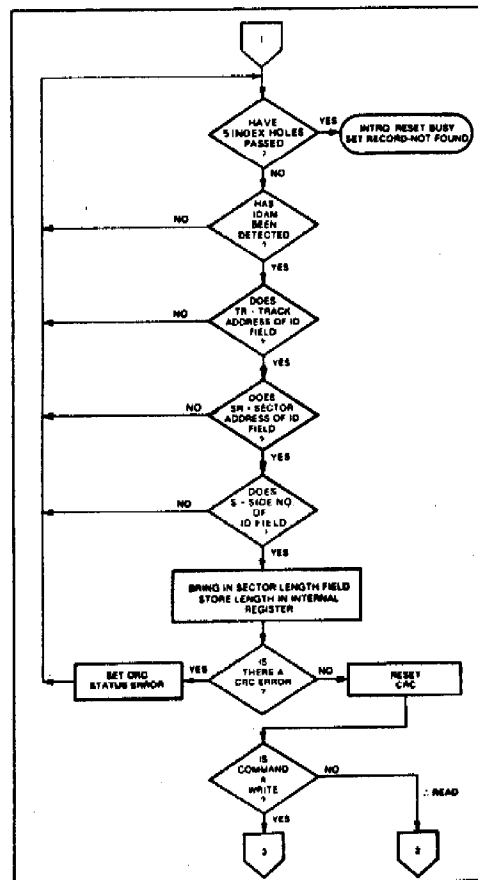 1
HAVE
5 INDEX HOLES
PASSED
?
YES
INTRQ RESET BUSY
SET RECORD-NOT FOUND
NO
HAS
IDAM
BEEN
DETECTED
?
NO
YES
DOES
TR - TRACK
ADDRESS OF ID
FIELD
?
NO
YES
DOES
SR - SECTOR
ADDRESS OF ID
FIELD
?
NO
YES
DOES
S - SIDE NO
OF
ID FIELD
?
NO
YES
BRING IN SECTOR LENGTH FIELD
STORE LENGTH IN INTERNAL
REGISTER
IS
THERE A
CRC ERROR
?
YES
SET CRC
STATUS ERROR
NO
RESET
CRC
IS
COMMAND
A
WRITE
?
NO
∴ READ
YES
3
2